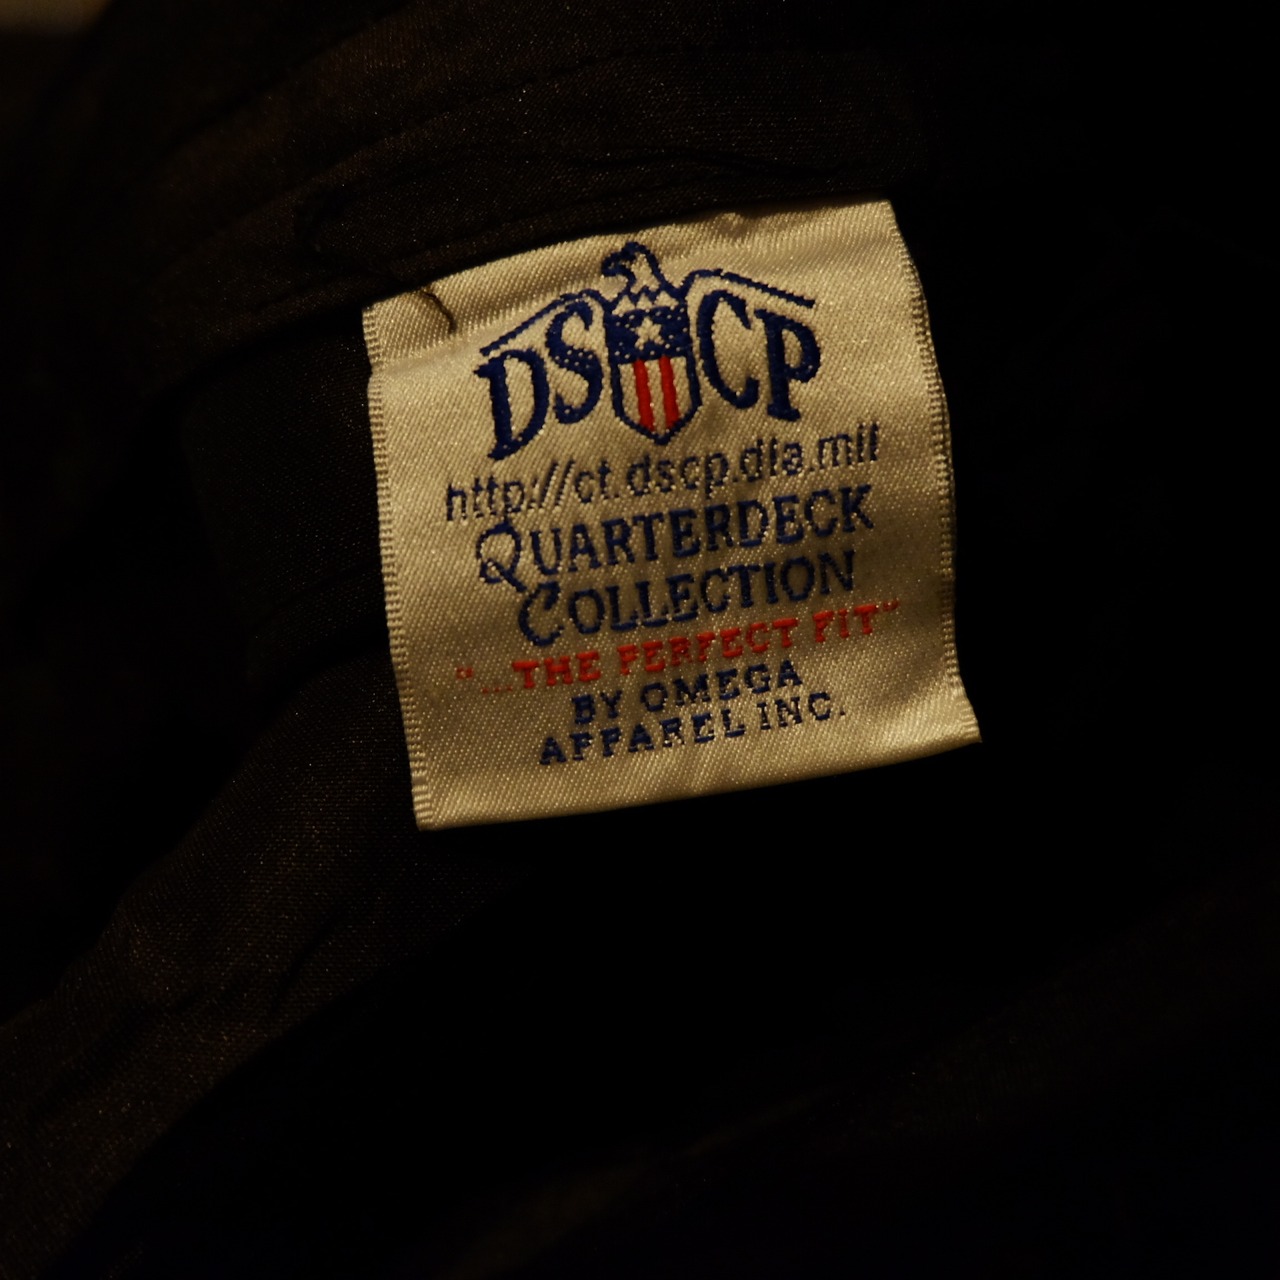 DSCP
http://ct.dscp.dla.mil
QUARTERDECK
COLLECTION
"...THE PERFECT FIT"
BY OMEGA
APPAREL INC.